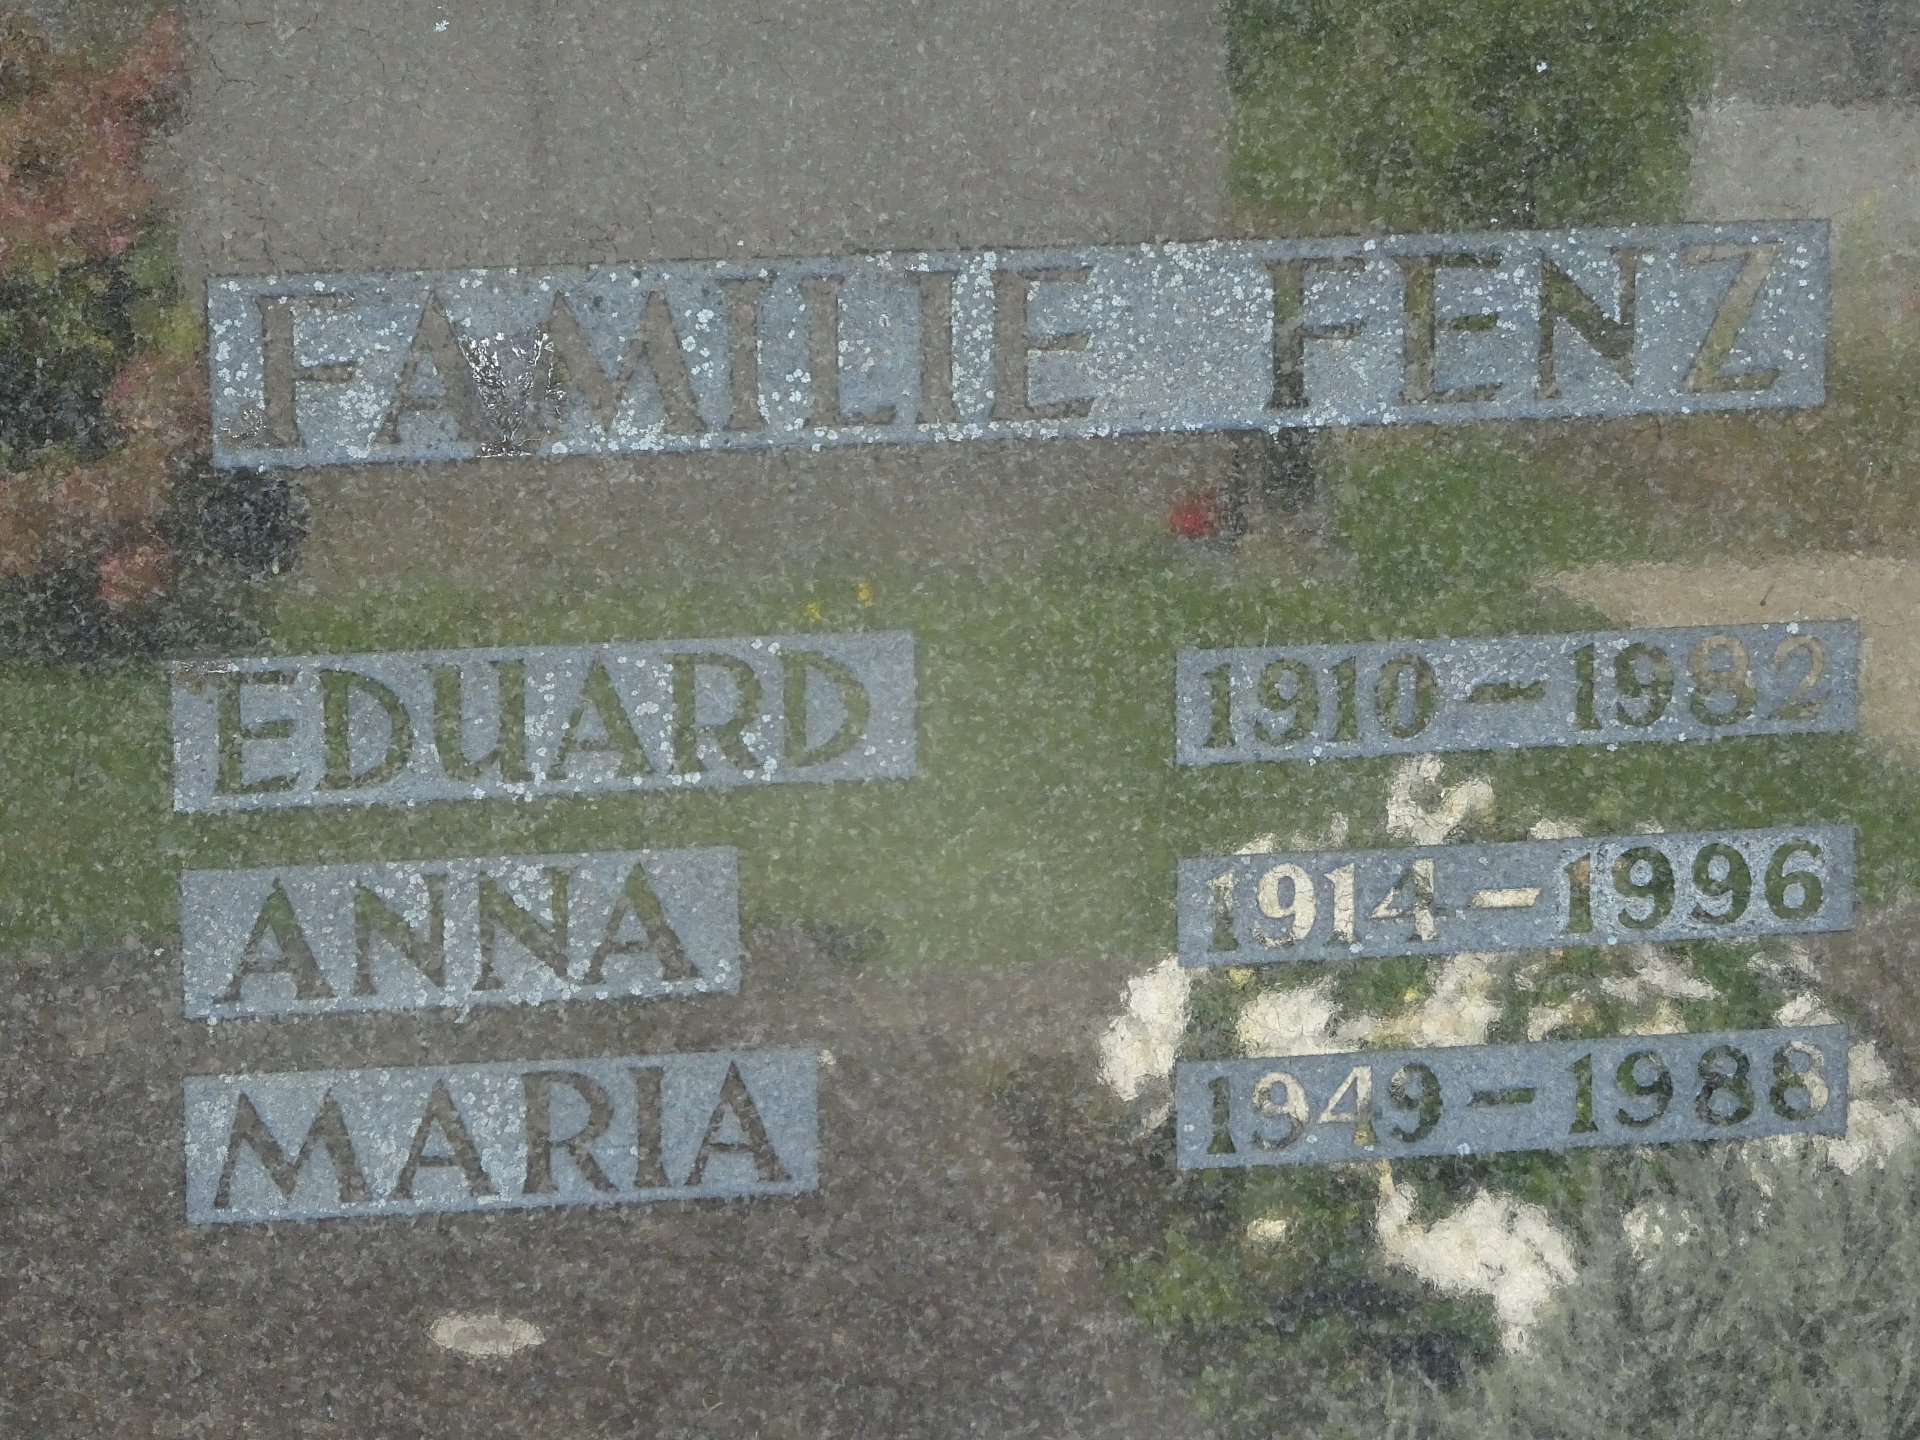 FAMILIE FENZ
EDUARD 1910-1982
ANNA 1914-1996
MARIA 1949-1988